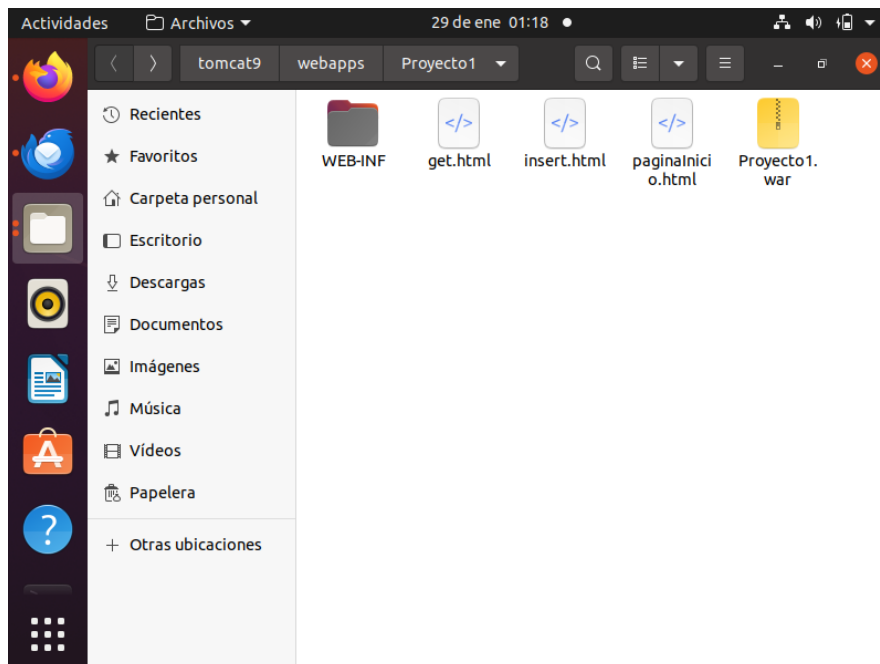 Actividades Archivos 29 de ene 01:18
tomcat9 webapps Proyecto1
Recientes
Favoritos
Carpeta personal
Escritorio
Descargas
Documentos
Imágenes
Música
Vídeos
Papelera
+ Otras ubicaciones
</>
</>
</>
WEB-INF get.html insert.html paginaInici Proyecto1.
o.html war
A
?